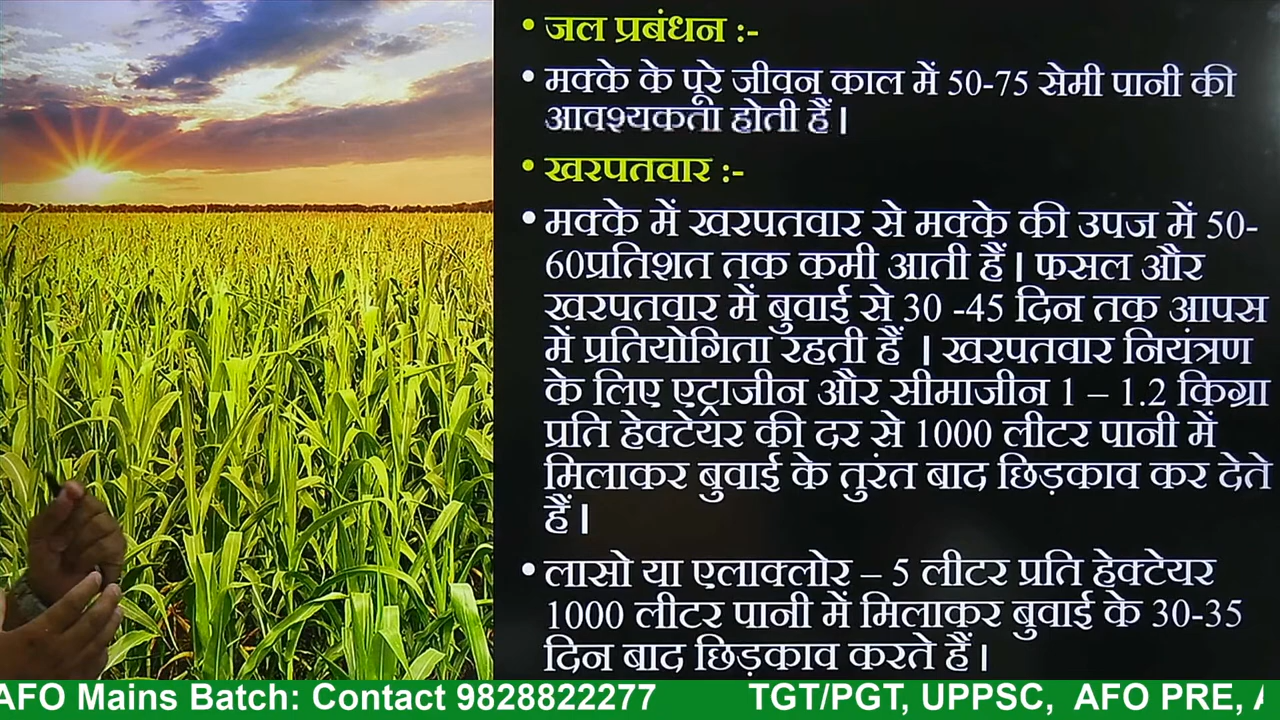 • जल प्रबंधन :-
• मक्के के पूरे जीवन काल में 50-75 सेमी पानी की
आवश्यकता होती हैं |
• खरपतवार :-
• मक्के में खरपतवार से मक्के की उपज में 50-
60प्रतिशत तक कमी आती हैं | फसल और
खरपतवार में बुवाई से 30 -45 दिन तक आपस
में प्रतियोगिता रहती हैं | खरपतवार नियंत्रण
के लिए एट्राजीन और सीमाजीन 1 – 1.2 किग्रा
प्रति हेक्टेयर की दर से 1000 लीटर पानी में
मिलाकर बुवाई के तुरंत बाद छिड़काव कर देते
हैं |
• लासो या एलाक्लोर – 5 लीटर प्रति हेक्टेयर
1000 लीटर पानी में मिलाकर बुवाई के 30-35
दिन बाद छिड़काव करते हैं |
AFO Mains Batch: Contact 9828822277 TGT/PGT, UPPSC, AFO PRE,